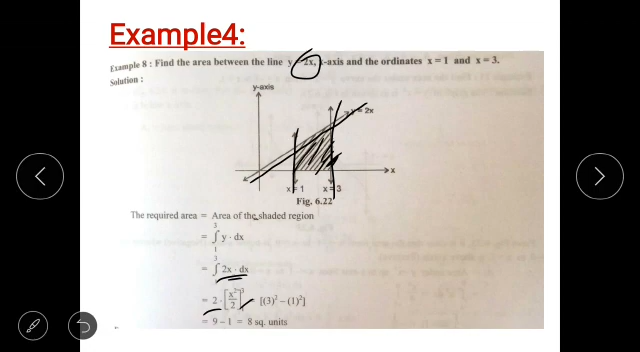 Example4:
Example 8 : Find the area between the line y = 2x, x-axis and the ordinates x = 1 and x = 3.
Solution :
y-axis
y = 2x
x
x = 1 x = 3
Fig. 6.22
The required area = Area of the shaded region
= ∫₁³ y · dx
= ∫₁³ 2x · dx
= 2 · [x²/2]₁³ [(3)² – (1)²]
= 9 – 1 = 8 sq. units